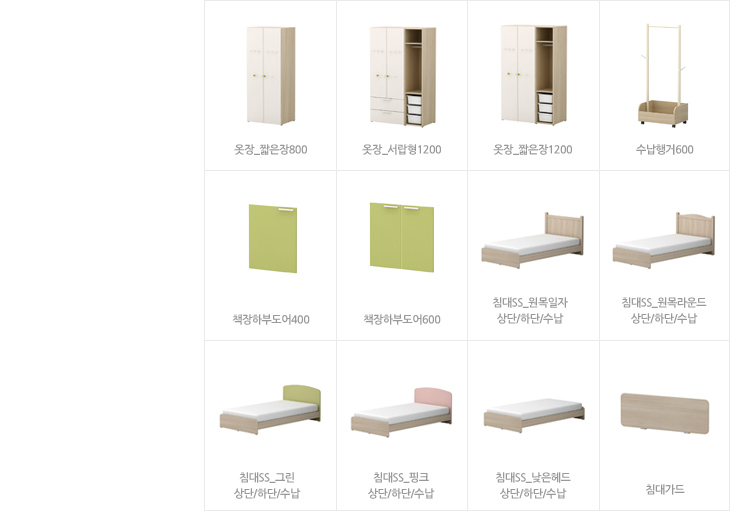 옷장_짧은장800
옷장_서랍형1200
옷장_짧은장1200
수납행거600
책장하부도어400
책장하부도어600
침대SS_원목일자
상단/하단/수납
침대SS_원목라운드
상단/하단/수납
침대SS_그린
상단/하단/수납
침대SS_핑크
상단/하단/수납
침대SS_낮은헤드
상단/하단/수납
침대가드